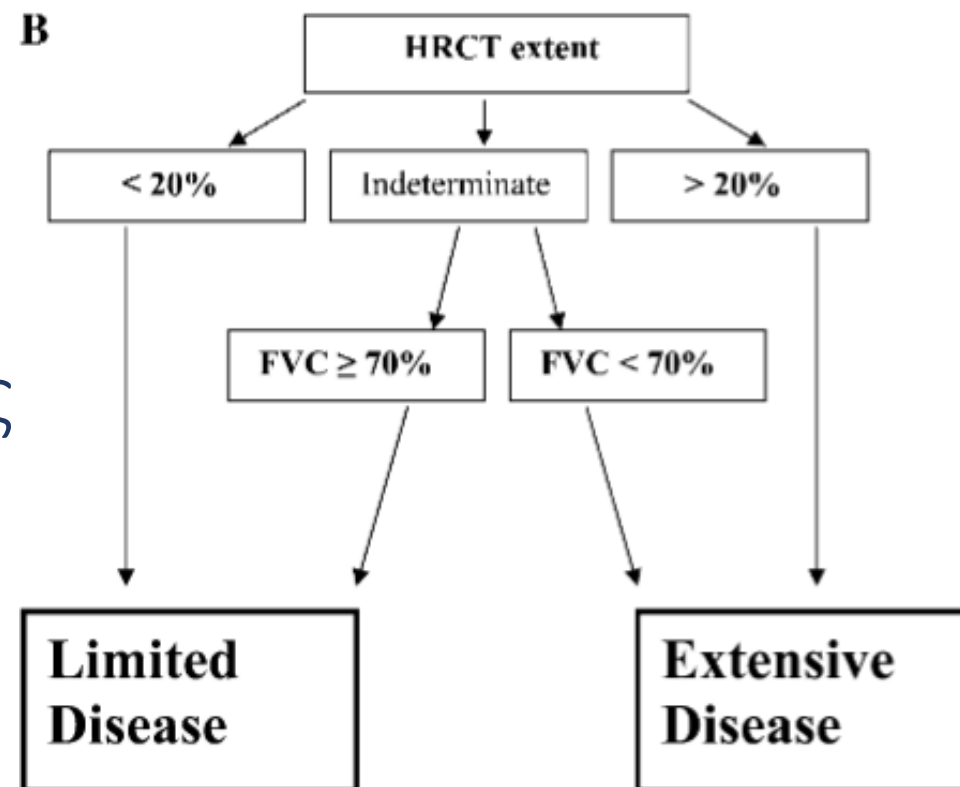 B
HRCT extent
< 20%
Indeterminate
> 20%
FVC ≥ 70%
FVC < 70%
Limited
Disease
Extensive
Disease